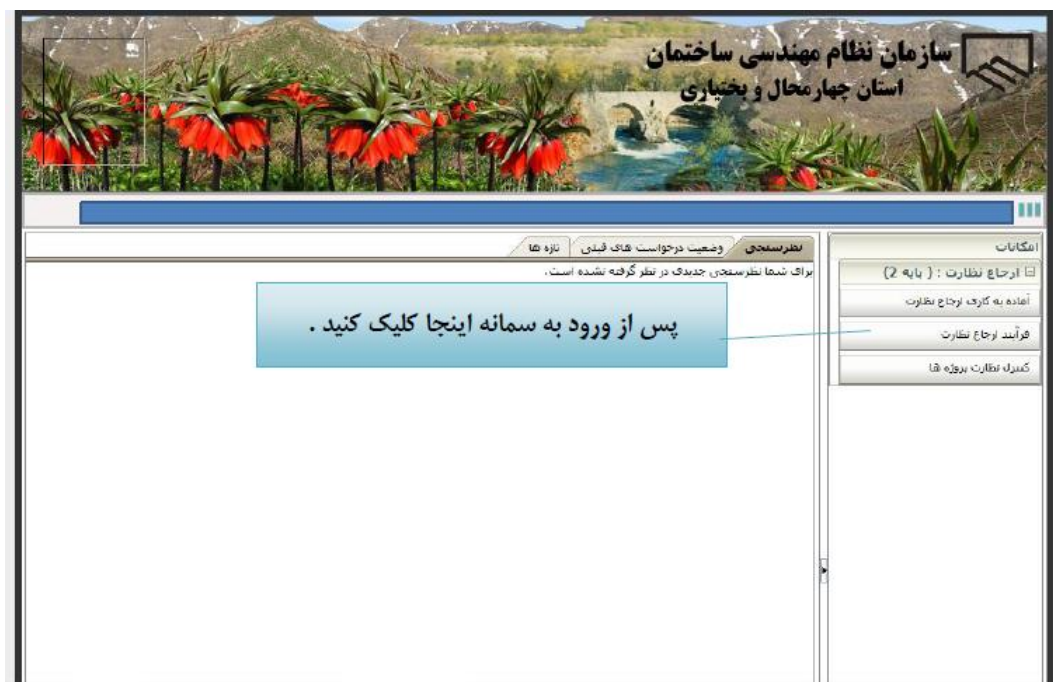 سازمان نظام مهندسی ساختمان
استان چهارمحال و بختیاری
امکانات
ارجاع نظارت : ( پایه 2)
آماده به کاری ارجاع نظارت
فرآیند ارجاع نظارت
کنترل نظارت پروژه ها
نظرسنجی
وضعیت درخواست های قبلی
تازه ها
برای شما نظرسنجی جدیدی در نظر گرفته نشده است.
پس از ورود به سمانه اینجا کلیک کنید .